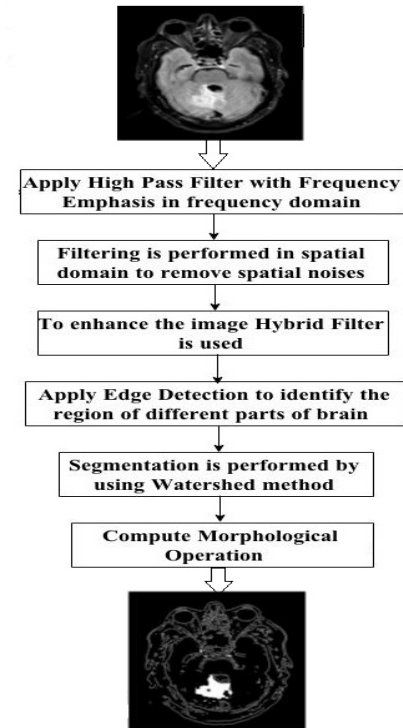 Apply High Pass Filter with Frequency
Emphasis in frequency domain
Filtering is performed in spatial
domain to remove spatial noises
To enhance the image Hybrid Filter
is used
Apply Edge Detection to identify the
region of different parts of brain
Segmentation is performed by
using Watershed method
Compute Morphological
Operation